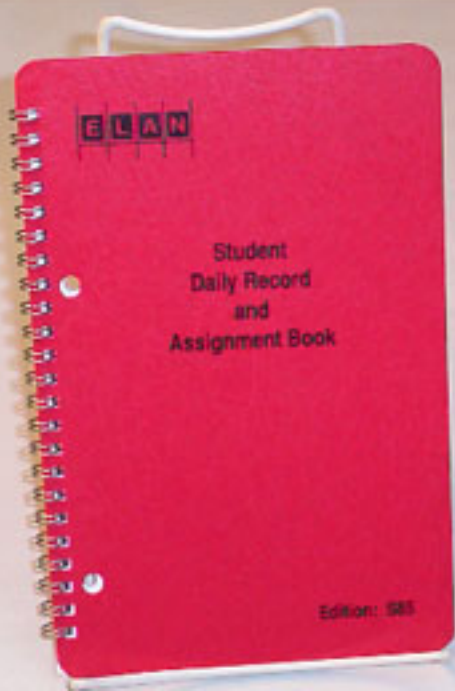 ELAN
Student
Daily Record
and
Assignment Book
Edition: S85